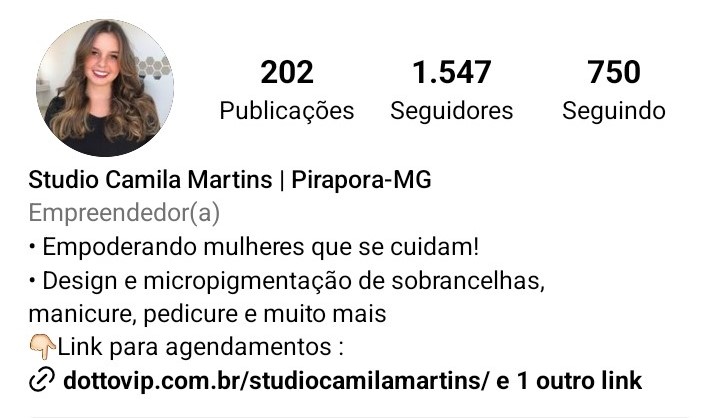 202 1.547 750
Publicações Seguidores Seguindo
Studio Camila Martins | Pirapora-MG
Empreendedor(a)
• Empoderando mulheres que se cuidam!
• Design e micropigmentação de sobrancelhas,
manicure, pedicure e muito mais
👇🏻Link para agendamentos :
dottovip.com.br/studiocamilamartins/ e 1 outro link